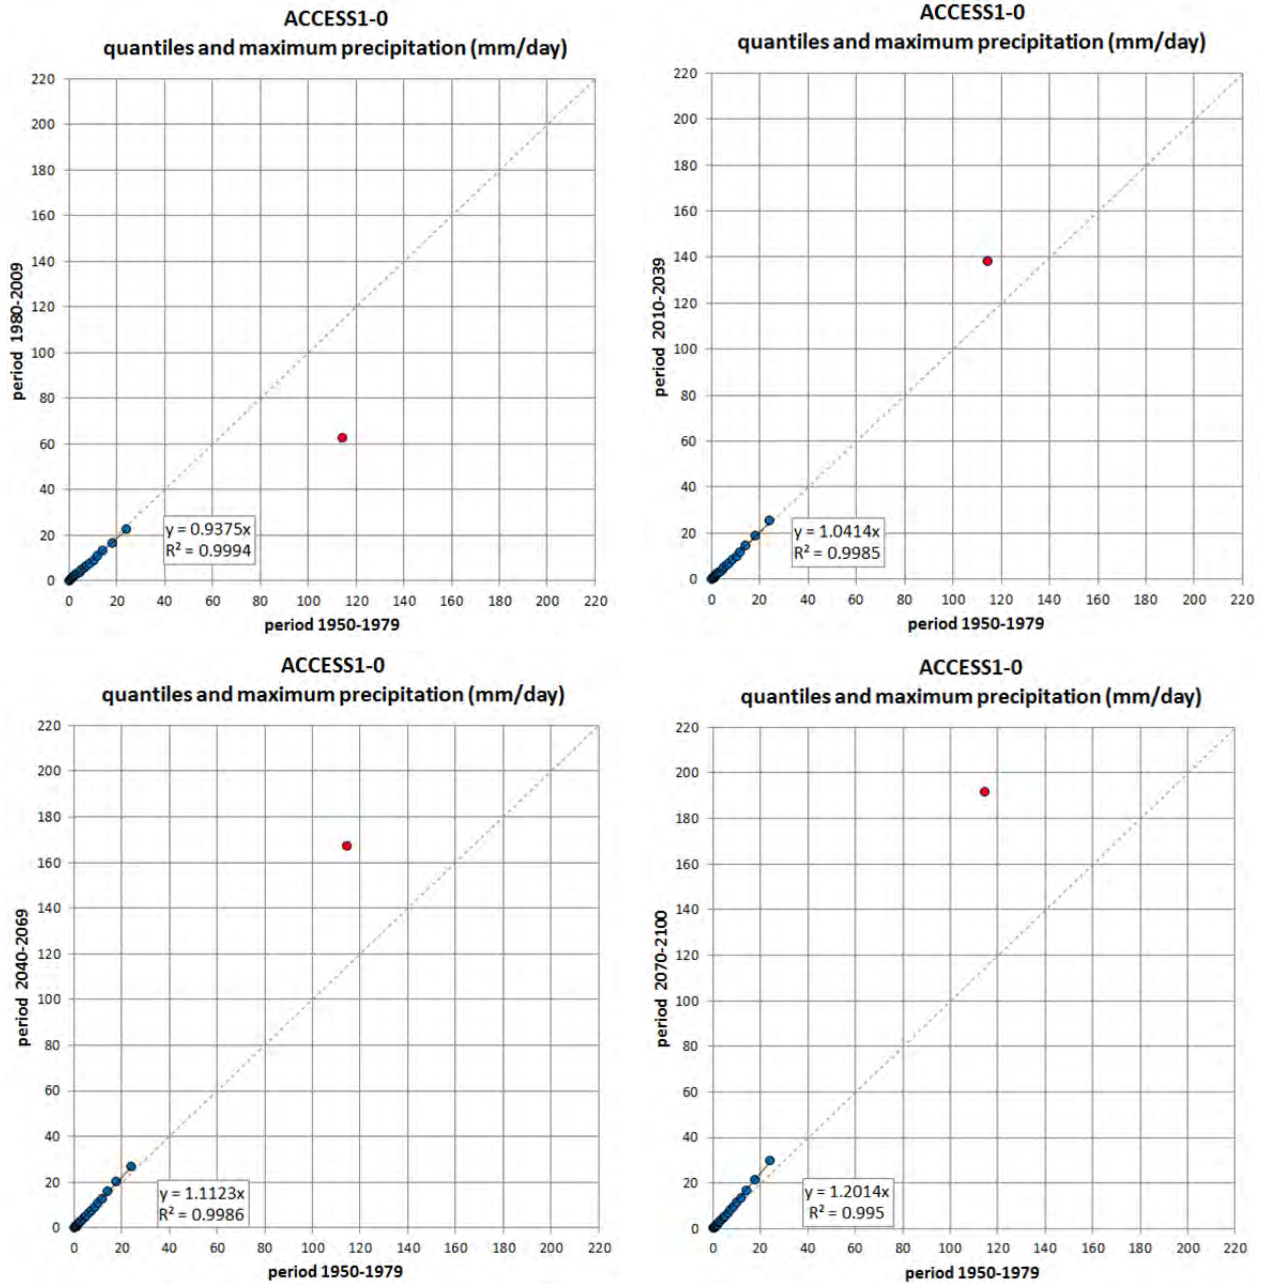 ACCESS1-0
quantiles and maximum precipitation (mm/day)
220
200
180
160
140
120
100
80
60
40
20
0
period 1980-2009
y = 0.9375x
R² = 0.9994
0 20 40 60 80 100 120 140 160 180 200 220
period 1950-1979
ACCESS1-0
quantiles and maximum precipitation (mm/day)
220
200
180
160
140
120
100
80
60
40
20
0
period 2010-2039
y = 1.0414x
R² = 0.9985
0 20 40 60 80 100 120 140 160 180 200 220
period 1950-1979
ACCESS1-0
quantiles and maximum precipitation (mm/day)
220
200
180
160
140
120
100
80
60
40
20
0
period 2040-2069
y = 1.1123x
R² = 0.9986
0 20 40 60 80 100 120 140 160 180 200 220
period 1950-1979
ACCESS1-0
quantiles and maximum precipitation (mm/day)
220
200
180
160
140
120
100
80
60
40
20
0
period 2070-2100
y = 1.2014x
R² = 0.995
0 20 40 60 80 100 120 140 160 180 200 220
period 1950-1979